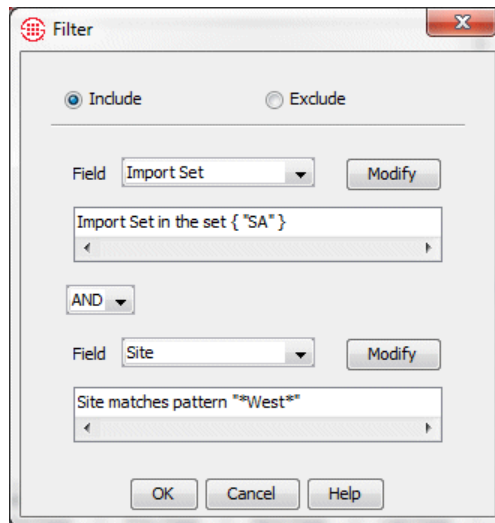 Filter
Include Exclude
Field Import Set Modify
Import Set in the set { "SA" }
AND
Field Site Modify
Site matches pattern "*West*"
OK Cancel Help